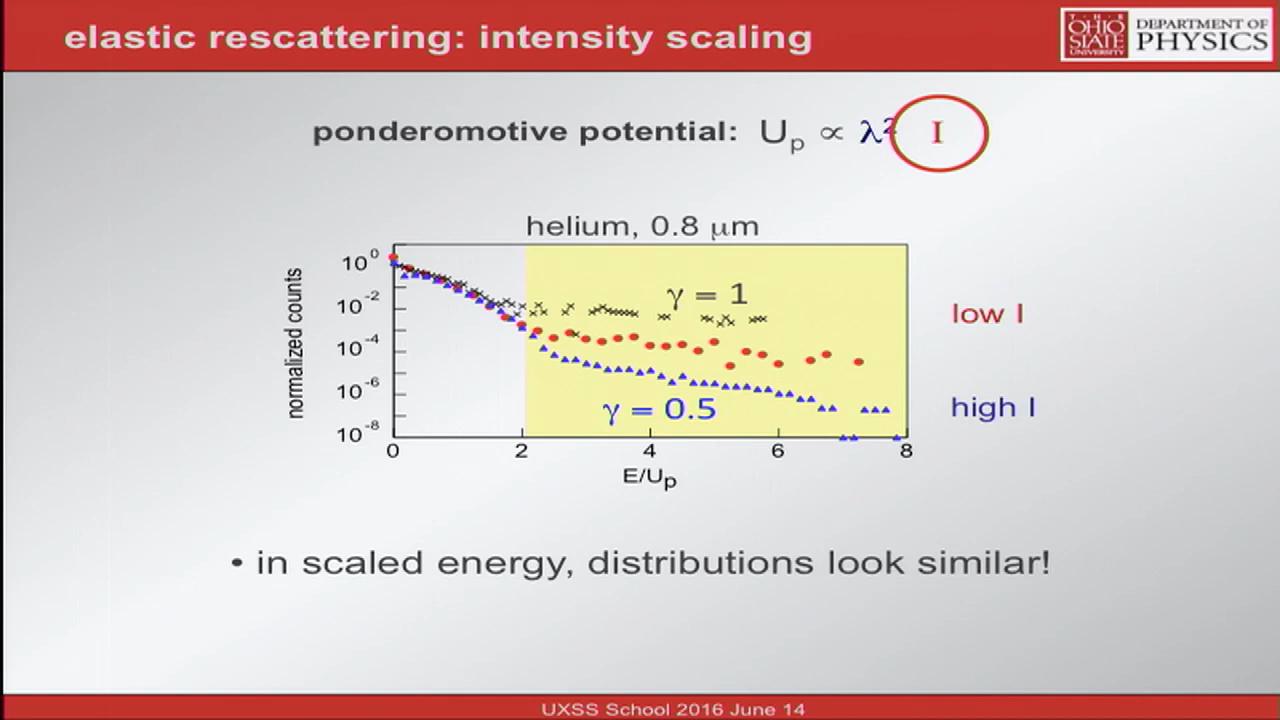 elastic rescattering: intensity scaling
THE
OHIO
STATE
UNIVERSITY
DEPARTMENT OF
PHYSICS
ponderomotive potential: Up ∝ λ² I
helium, 0.8 μm
normalized counts
10⁰
10⁻²
10⁻⁴
10⁻⁶
10⁻⁸
γ = 1
γ = 0.5
low I
high I
0 2 4 6 8
E/Up
• in scaled energy, distributions look similar!
UXSS School 2016 June 14